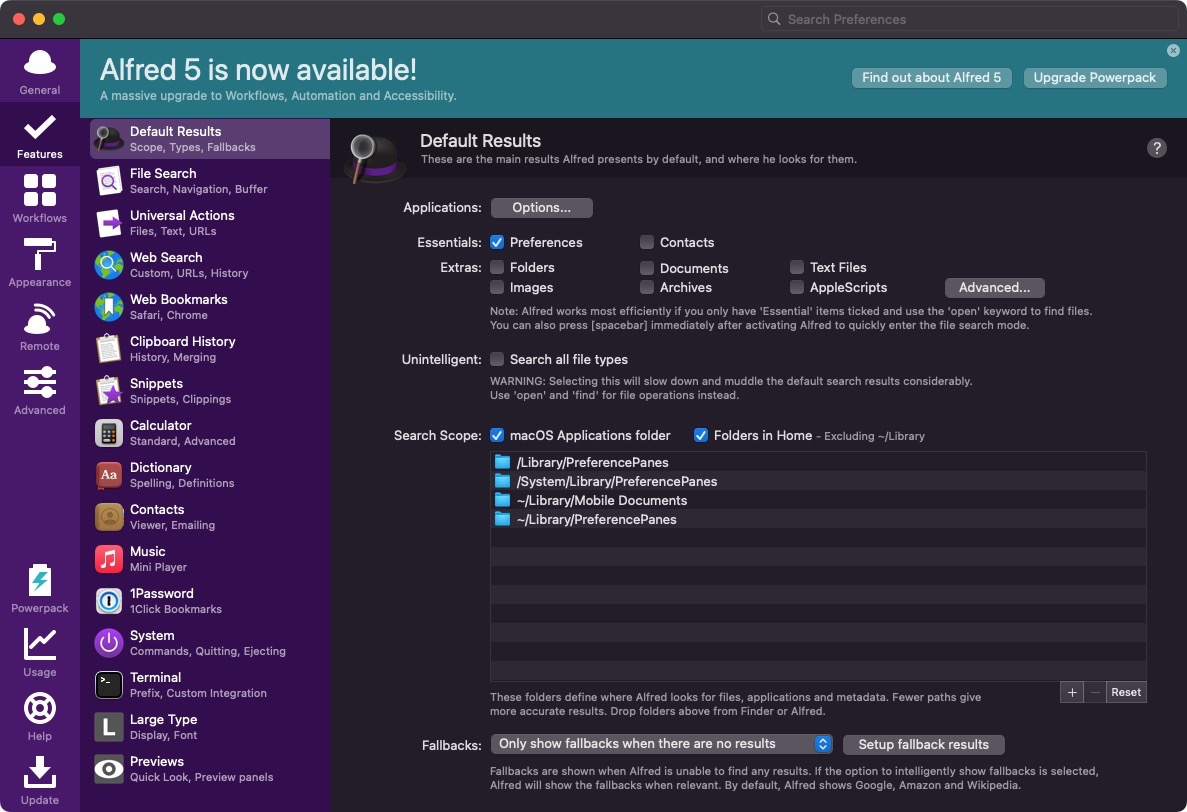 Search Preferences
Alfred 5 is now available!
A massive upgrade to Workflows, Automation and Accessibility.
Find out about Alfred 5
Upgrade Powerpack
General
Features
Workflows
Appearance
Remote
Advanced
Powerpack
Usage
Help
Update
Default Results
Scope, Types, Fallbacks
File Search
Search, Navigation, Buffer
Universal Actions
Files, Text, URLs
Web Search
Custom, URLs, History
Web Bookmarks
Safari, Chrome
Clipboard History
History, Merging
Snippets
Snippets, Clippings
Calculator
Standard, Advanced
Aa
Dictionary
Spelling, Definitions
Contacts
Viewer, Emailing
Music
Mini Player
1Password
1Click Bookmarks
System
Commands, Quitting, Ejecting
>_
Terminal
Prefix, Custom Integration
L
Large Type
Display, Font
Previews
Quick Look, Preview panels
Default Results
These are the main results Alfred presents by default, and where he looks for them.
?
Applications: Options...
Essentials: Preferences Contacts
Extras: Folders Documents Text Files
Images Archives AppleScripts Advanced...
Note: Alfred works most efficiently if you only have 'Essential' items ticked and use the 'open' keyword to find files.
You can also press [spacebar] immediately after activating Alfred to quickly enter the file search mode.
Unintelligent: Search all file types
WARNING: Selecting this will slow down and muddle the default search results considerably.
Use 'open' and 'find' for file operations instead.
Search Scope: macOS Applications folder Folders in Home - Excluding ~/Library
/Library/PreferencePanes
/System/Library/PreferencePanes
~/Library/Mobile Documents
~/Library/PreferencePanes
+ − Reset
These folders define where Alfred looks for files, applications and metadata. Fewer paths give
more accurate results. Drop folders above from Finder or Alfred.
Fallbacks: Only show fallbacks when there are no results Setup fallback results
Fallbacks are shown when Alfred is unable to find any results. If the option to intelligently show fallbacks is selected,
Alfred will show the fallbacks when relevant. By default, Alfred shows Google, Amazon and Wikipedia.